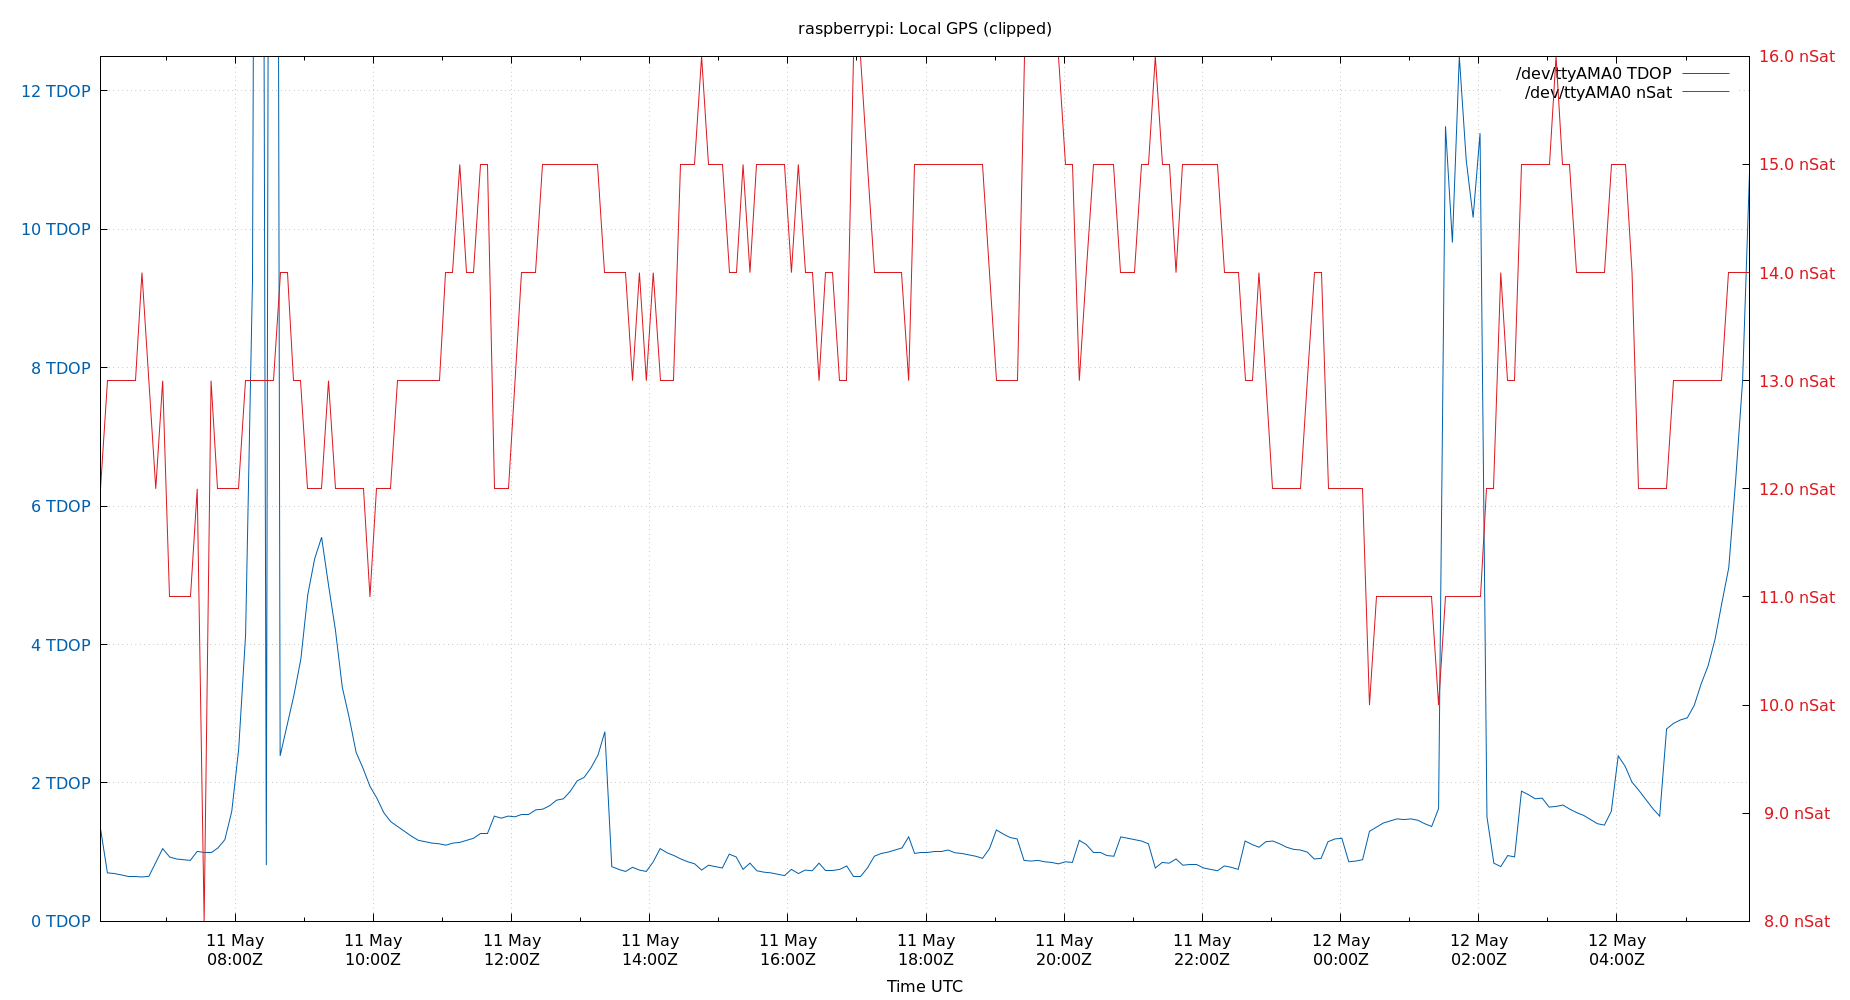 raspberrypi: Local GPS (clipped)
/dev/ttyAMA0 TDOP
/dev/ttyAMA0 nSat
12 TDOP
10 TDOP
8 TDOP
6 TDOP
4 TDOP
2 TDOP
0 TDOP
16.0 nSat
15.0 nSat
14.0 nSat
13.0 nSat
12.0 nSat
11.0 nSat
10.0 nSat
9.0 nSat
8.0 nSat
11 May
08:00Z
11 May
10:00Z
11 May
12:00Z
11 May
14:00Z
11 May
16:00Z
11 May
18:00Z
11 May
20:00Z
11 May
22:00Z
12 May
00:00Z
12 May
02:00Z
12 May
04:00Z
Time UTC